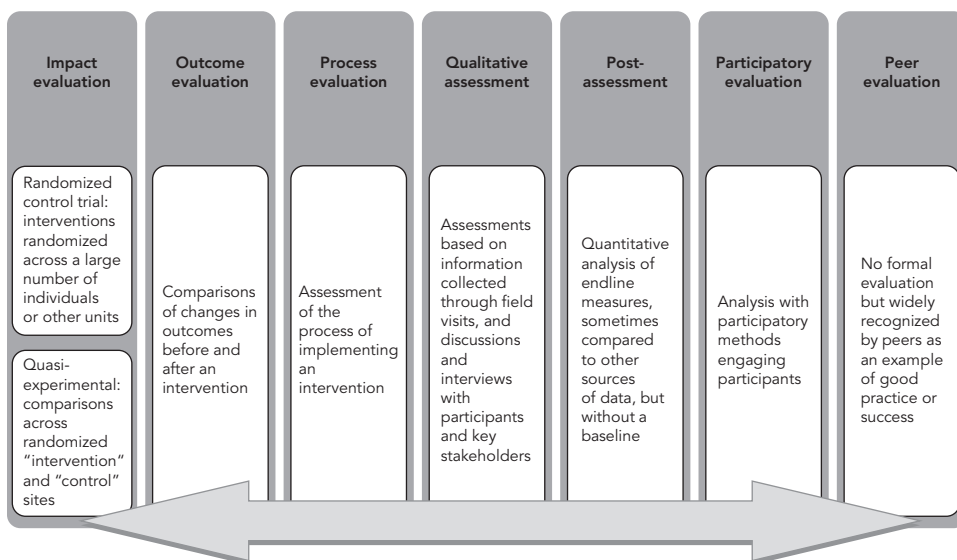 Impact
evaluation
Outcome
evaluation
Process
evaluation
Qualitative
assessment
Post-
assessment
Participatory
evaluation
Peer
evaluation
Randomized
control trial:
interventions
randomized
across a large
number of
individuals
or other units
Quasi-
experimental:
comparisons
across
randomized
“intervention”
and “control”
sites
Comparisons
of changes in
outcomes
before and
after an
intervention
Assessment
of the
process of
implementing
an
intervention
Assessments
based on
information
collected
through field
visits, and
discussions
and
interviews
with
participants
and key
stakeholders
Quantitative
analysis of
endline
measures,
sometimes
compared
to other
sources
of data, but
without a
baseline
Analysis with
participatory
methods
engaging
participants
No formal
evaluation
but widely
recognized
by peers as
an example
of good
practice or
success